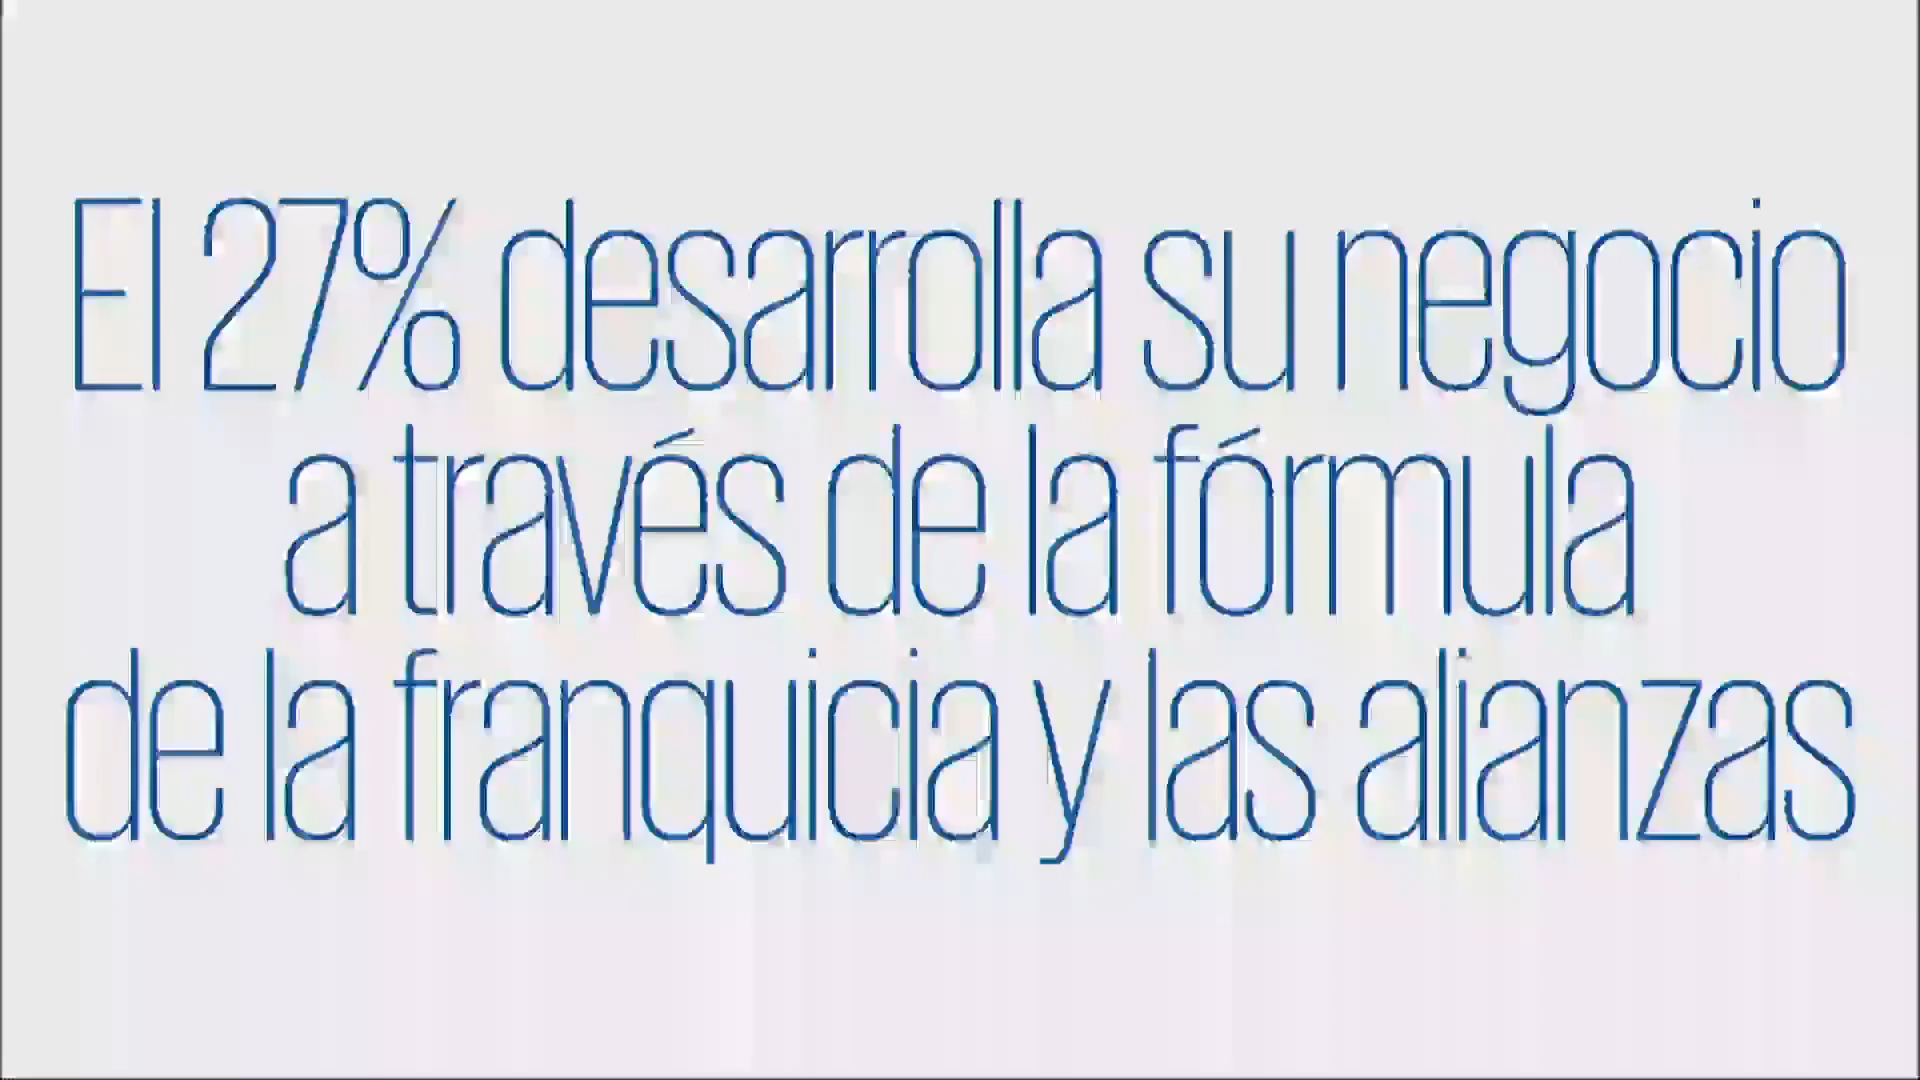 El 27% desarrolla su negocio
a través de la fórmula
de la franquicia y las alianzas